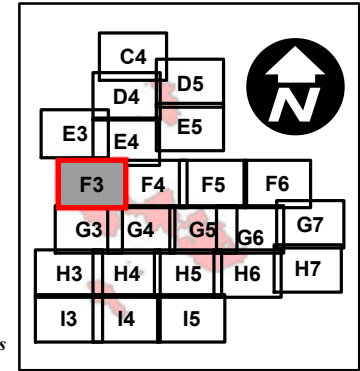 C4
D4 D5
N
E3 E4 E5
F3 F4 F5 F6
G3 G4 G5 G6 G7
H3 H4 H5 H6 H7
I3 I4 I5
s